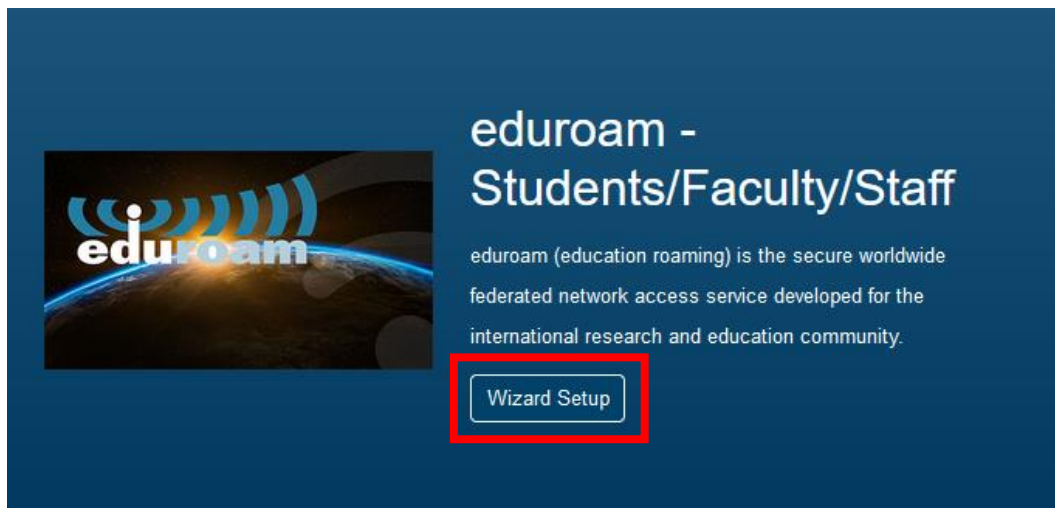 eduroam
eduroam -
Students/Faculty/Staff
eduroam (education roaming) is the secure worldwide
federated network access service developed for the
international research and education community.
Wizard Setup